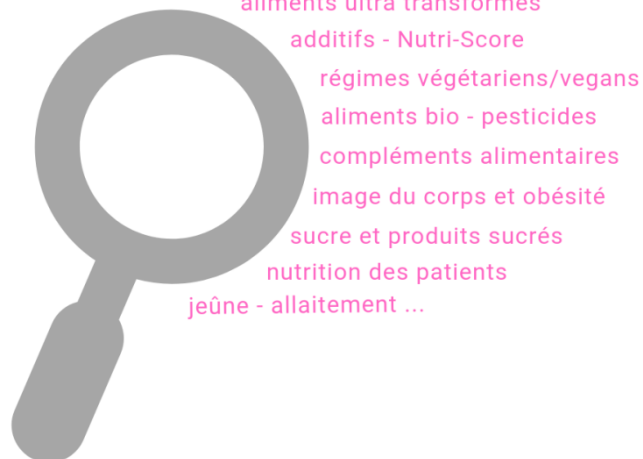 aliments ultra transformés
additifs - Nutri-Score
régimes végétariens/vegans
aliments bio - pesticides
compléments alimentaires
image du corps et obésité
sucre et produits sucrés
nutrition des patients
jeûne - allaitement ...